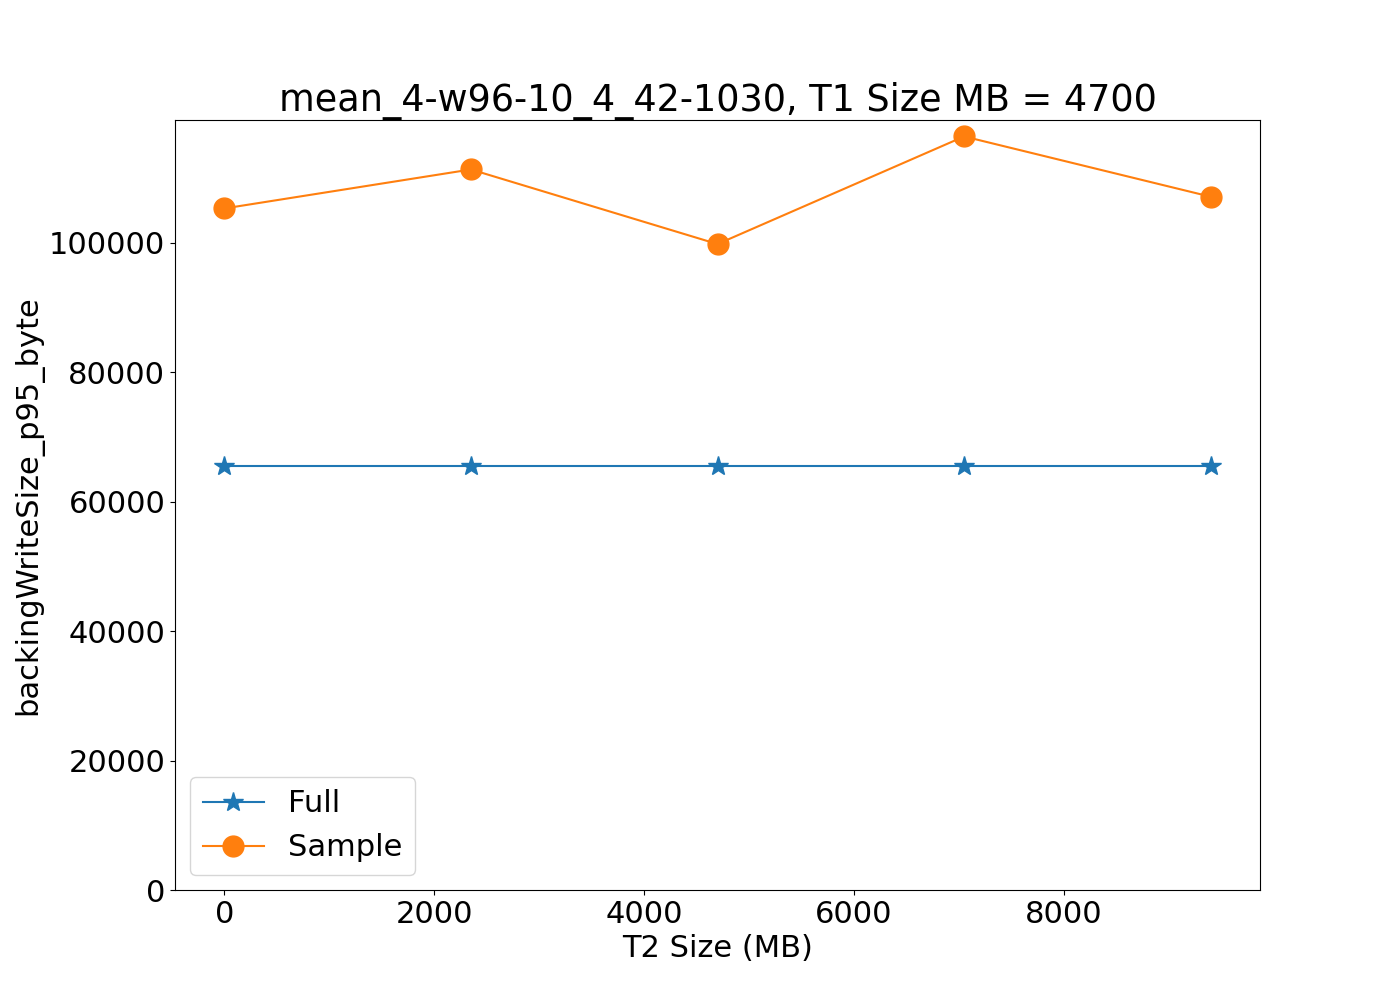 mean_4-w96-10_4_42-1030, T1 Size MB = 4700
backingWriteSize_p95_byte
100000
80000
60000
40000
20000
0
Full
Sample
0 2000 4000 6000 8000
T2 Size (MB)